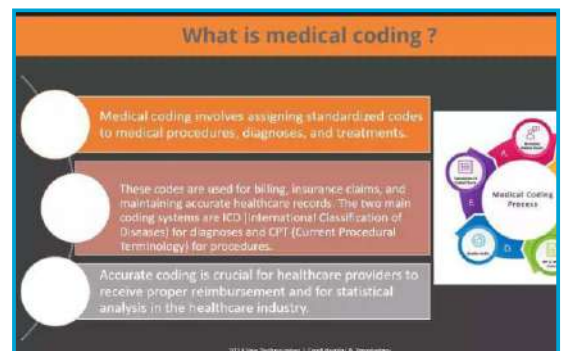 What is medical coding ?
Medical coding involves assigning standardized codes
to medical procedures, diagnoses, and treatments.
These codes are used for billing, insurance claims, and
maintaining accurate healthcare records. The two main
coding systems are ICD (International Classification of
Diseases) for diagnoses and CPT (Current Procedural
Terminology) for procedures.
Accurate coding is crucial for healthcare providers to
receive proper reimbursement and for statistical
analysis in the healthcare industry.
Medical Coding
Process
A
E
D